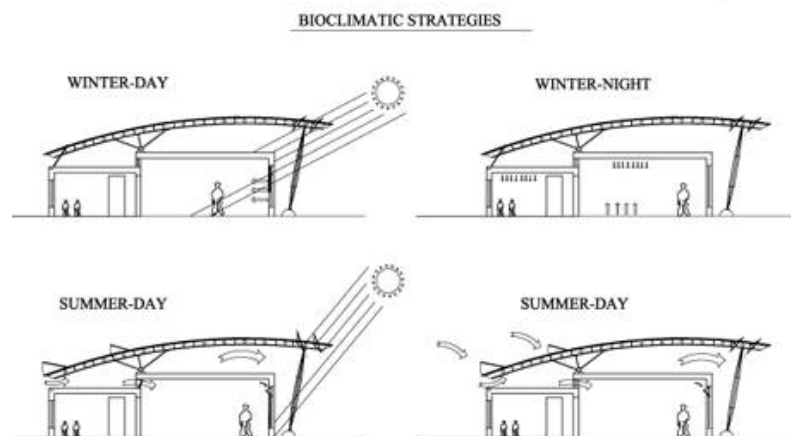 BIOCLIMATIC STRATEGIES
WINTER-DAY
WINTER-NIGHT
SUMMER-DAY
SUMMER-DAY